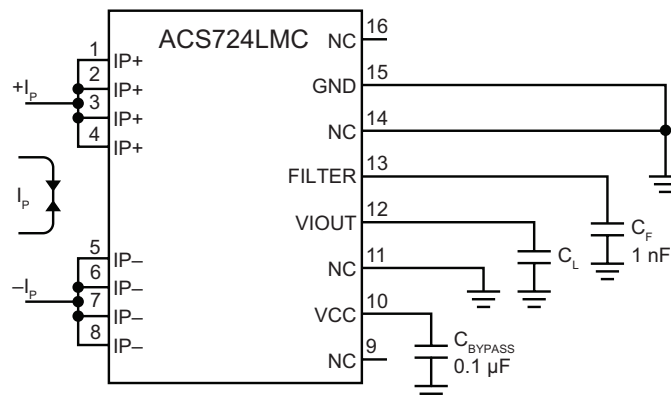 ACS724LMC
1 IP+
2 IP+
3 IP+
4 IP+
+IP
IP
5 IP–
6 IP–
7 IP–
8 IP–
–IP
NC 16
GND 15
NC 14
FILTER 13
VIOUT 12
NC 11
VCC 10
NC 9
CF
1 nF
CL
CBYPASS
0.1 µF